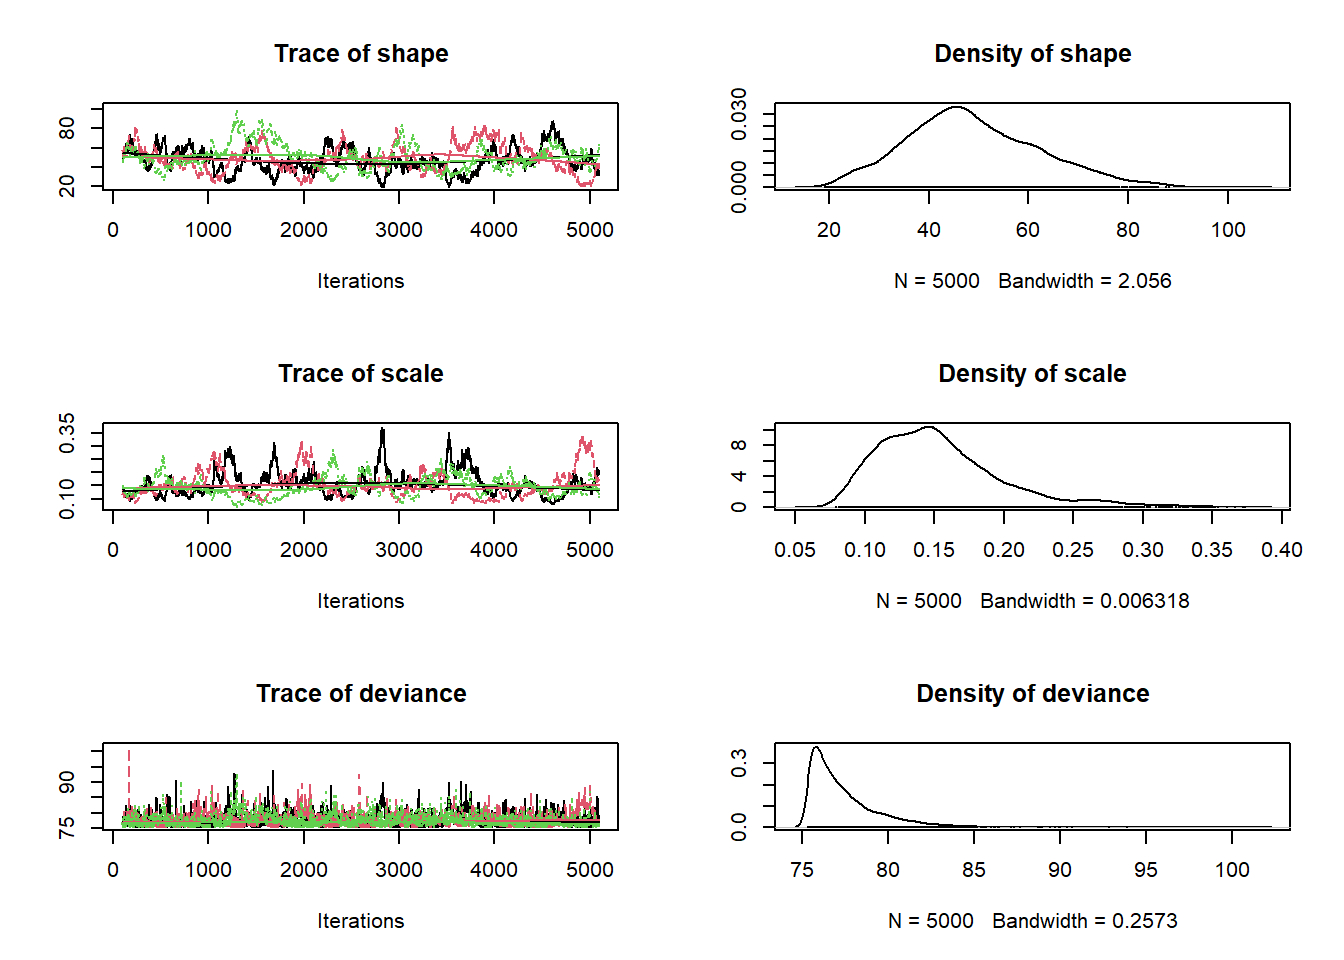 Trace of shape
80
20
0 1000 2000 3000 4000 5000
Iterations
Density of shape
0.030
0.000
20 40 60 80 100
N = 5000 Bandwidth = 2.056
Trace of scale
0.35
0.10
0 1000 2000 3000 4000 5000
Iterations
Density of scale
8
4
0
0.05 0.10 0.15 0.20 0.25 0.30 0.35 0.40
N = 5000 Bandwidth = 0.006318
Trace of deviance
90
75
0 1000 2000 3000 4000 5000
Iterations
Density of deviance
0.3
0.0
75 80 85 90 95 100
N = 5000 Bandwidth = 0.2573